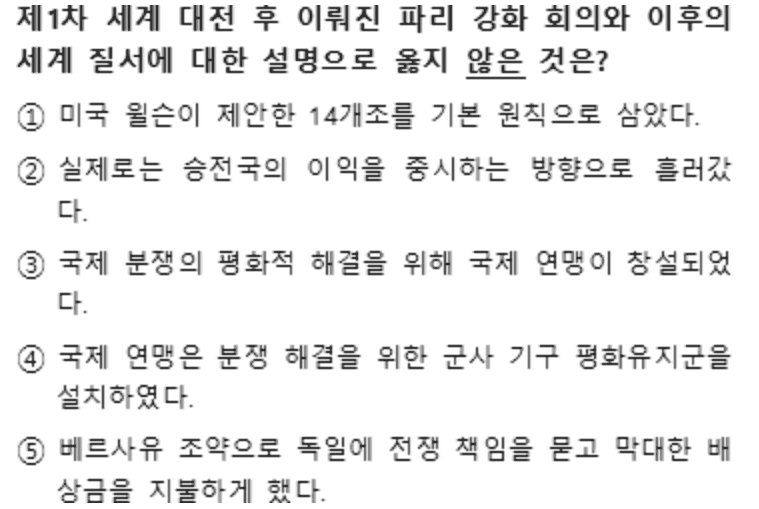 제1차 세계 대전 후 이뤄진 파리 강화 회의와 이후의
세계 질서에 대한 설명으로 옳지 않은 것은?
① 미국 윌슨이 제안한 14개조를 기본 원칙으로 삼았다.
② 실제로는 승전국의 이익을 중시하는 방향으로 흘러갔
다.
③ 국제 분쟁의 평화적 해결을 위해 국제 연맹이 창설되었
다.
④ 국제 연맹은 분쟁 해결을 위한 군사 기구 평화유지군을
설치하였다.
⑤ 베르사유 조약으로 독일에 전쟁 책임을 묻고 막대한 배
상금을 지불하게 했다.